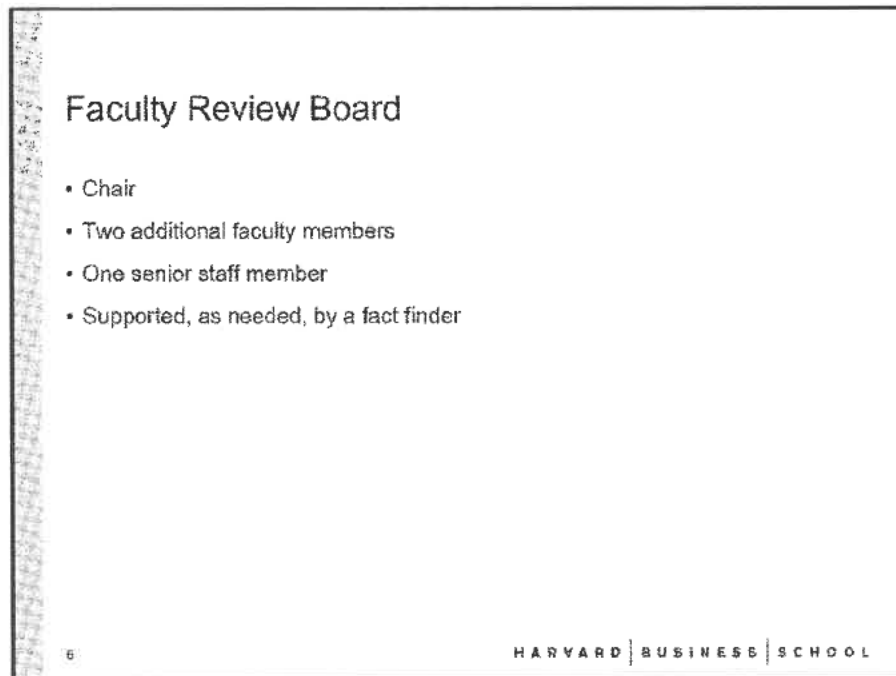 Faculty Review Board
• Chair
• Two additional faculty members
• One senior staff member
• Supported, as needed, by a fact finder
6
HARVARD | BUSINESS | SCHOOL